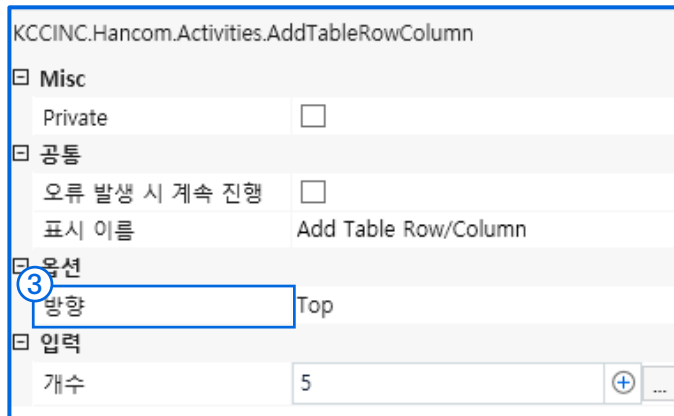 KCCINC.Hancom.Activities.AddTableRowColumn
Misc
Private
공통
오류 발생 시 계속 진행
표시 이름 Add Table Row/Column
옵션
③
방향 Top
입력
개수 5 ...